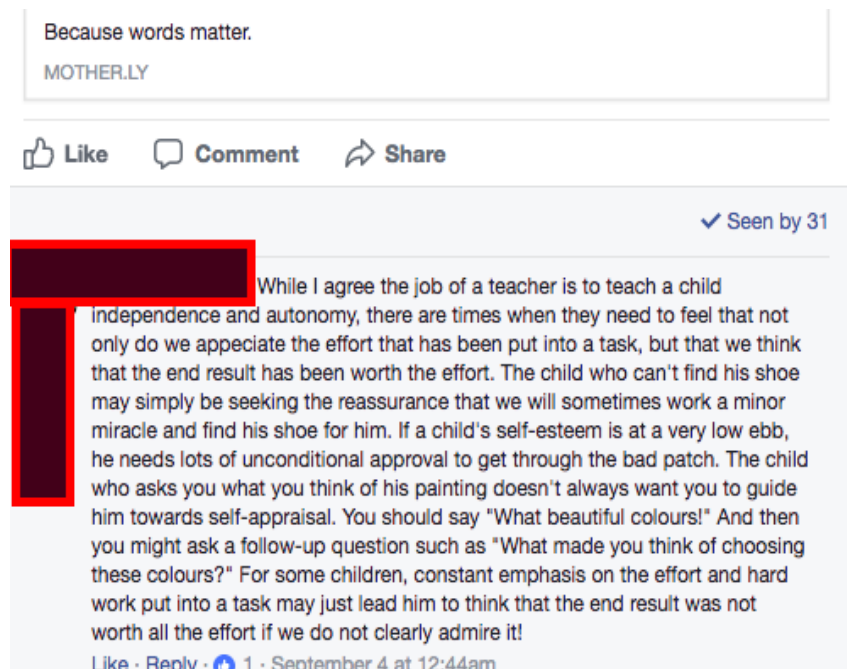 Because words matter.
MOTHER.LY
Like Comment Share
Seen by 31
While I agree the job of a teacher is to teach a child
independence and autonomy, there are times when they need to feel that not
only do we appreciate the effort that has been put into a task, but that we think
that the end result has been worth the effort. The child who can't find his shoe
may simply be seeking the reassurance that we will sometimes work a minor
miracle and find his shoe for him. If a child's self-esteem is at a very low ebb,
he needs lots of unconditional approval to get through the bad patch. The child
who asks you what you think of his painting doesn't always want you to guide
him towards self-appraisal. You should say "What beautiful colours!" And then
you might ask a follow-up question such as "What made you think of choosing
these colours?" For some children, constant emphasis on the effort and hard
work put into a task may just lead him to think that the end result was not
worth all the effort if we do not clearly admire it!
Like · Reply · 1 · September 4 at 12:44am